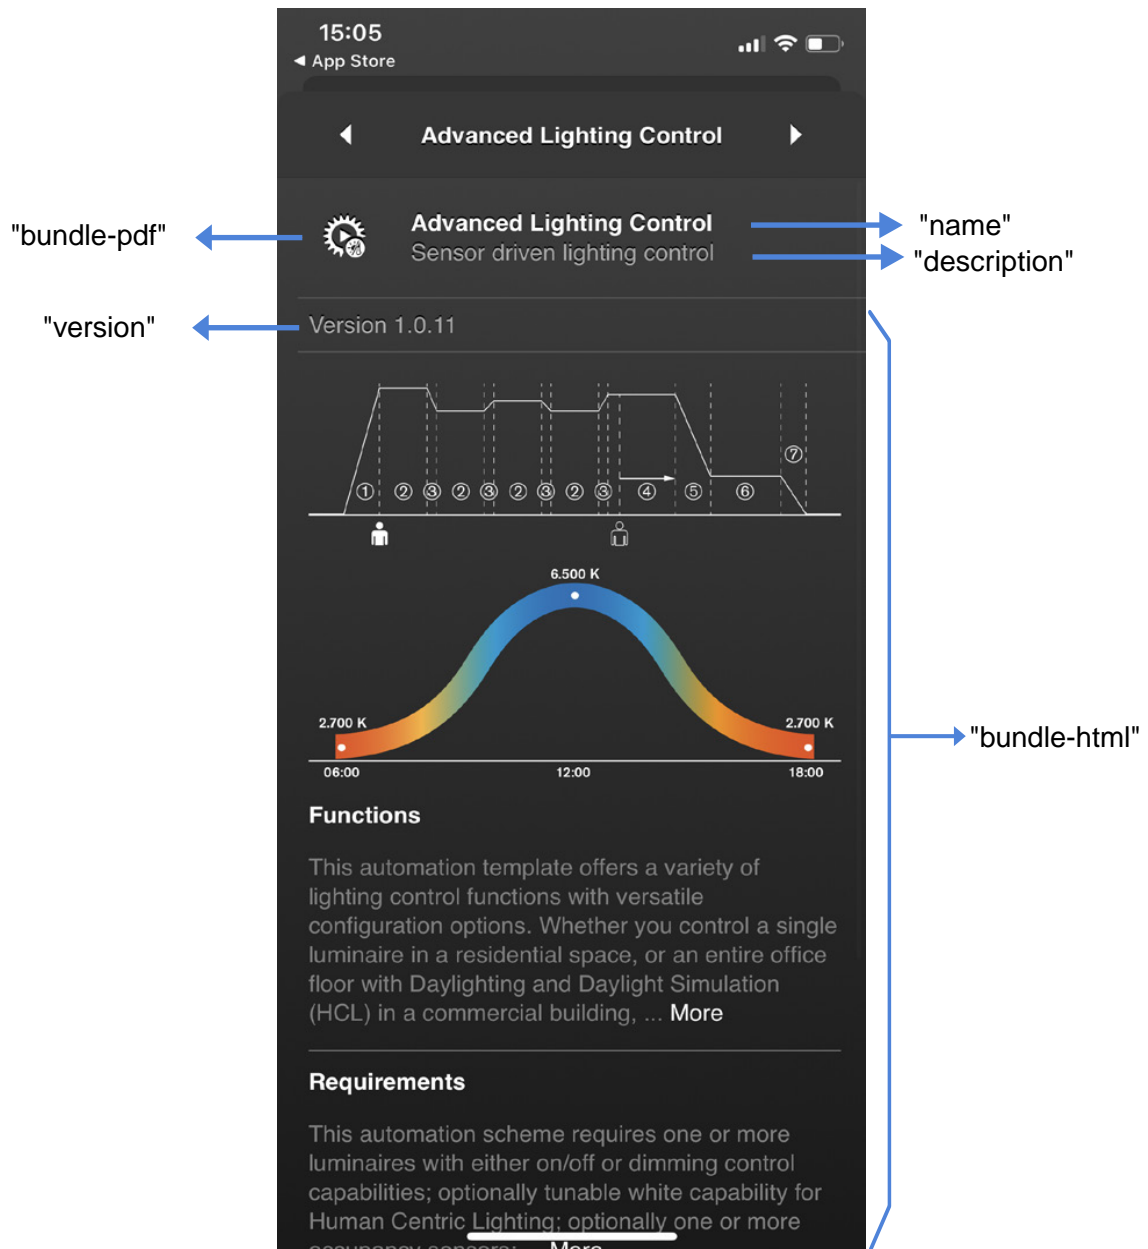 15:05
◀ App Store
Advanced Lighting Control
"bundle-pdf"
Advanced Lighting Control
"name"
Sensor driven lighting control
"description"
"version"
Version 1.0.11
① ② ③ ② ③ ② ③ ② ③ ④ ⑤ ⑥ ⑦
6.500 K
2.700 K
2.700 K
"bundle-html"
06:00
12:00
18:00
Functions
This automation template offers a variety of
lighting control functions with versatile
configuration options. Whether you control a single
luminaire in a residential space, or an entire office
floor with Daylighting and Daylight Simulation
(HCL) in a commercial building, ... More
Requirements
This automation scheme requires one or more
luminaires with either on/off or dimming control
capabilities; optionally tunable white capability for
Human Centric Lighting; optionally one or more
occupancy sensors; ... More